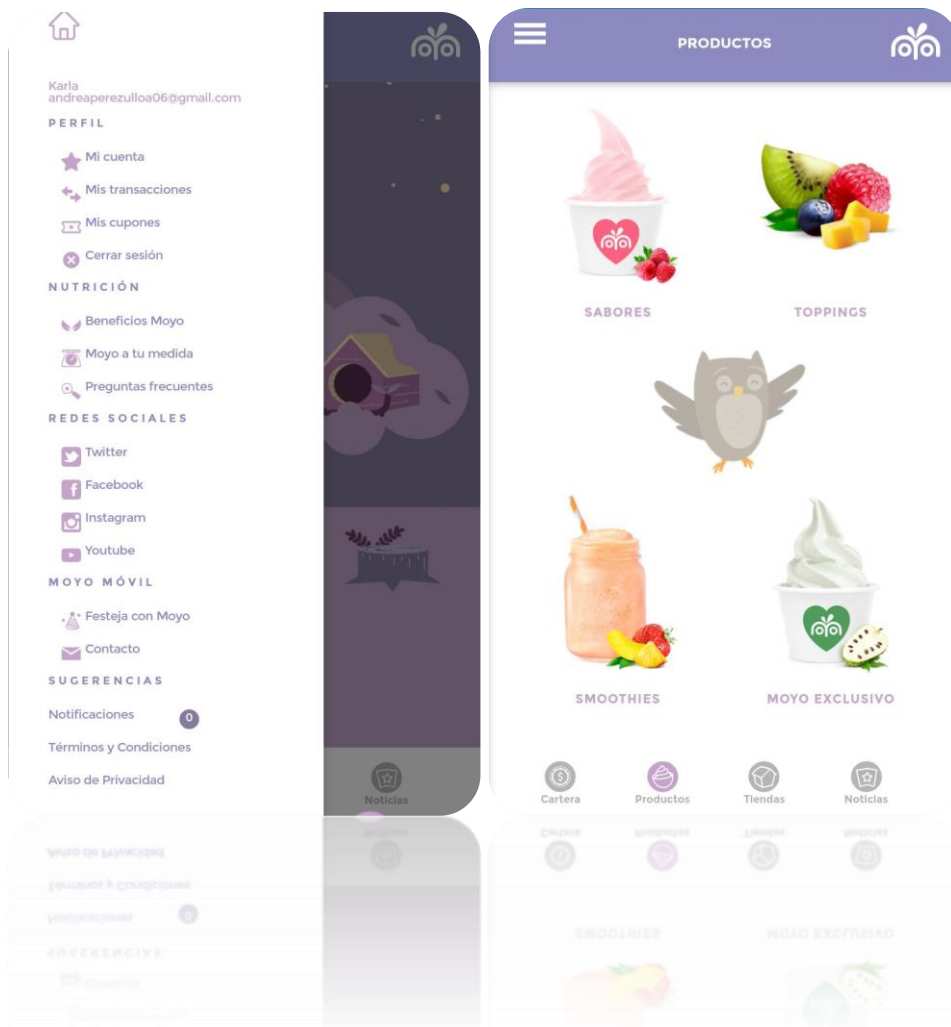 Karla
andreaperezulloa06@gmail.com
PERFIL
Mi cuenta
Mis transacciones
Mis cupones
Cerrar sesión
NUTRICIÓN
Beneficios Moyo
Moyo a tu medida
Preguntas frecuentes
REDES SOCIALES
Twitter
Facebook
Instagram
Youtube
MOYO MÓVIL
Festeja con Moyo
Contacto
SUGERENCIAS
Notificaciones 0
Términos y Condiciones
Aviso de Privacidad
Noticias
PRODUCTOS
SABORES
TOPPINGS
SMOOTHIES
MOYO EXCLUSIVO
Cartera
Productos
Tiendas
Noticias